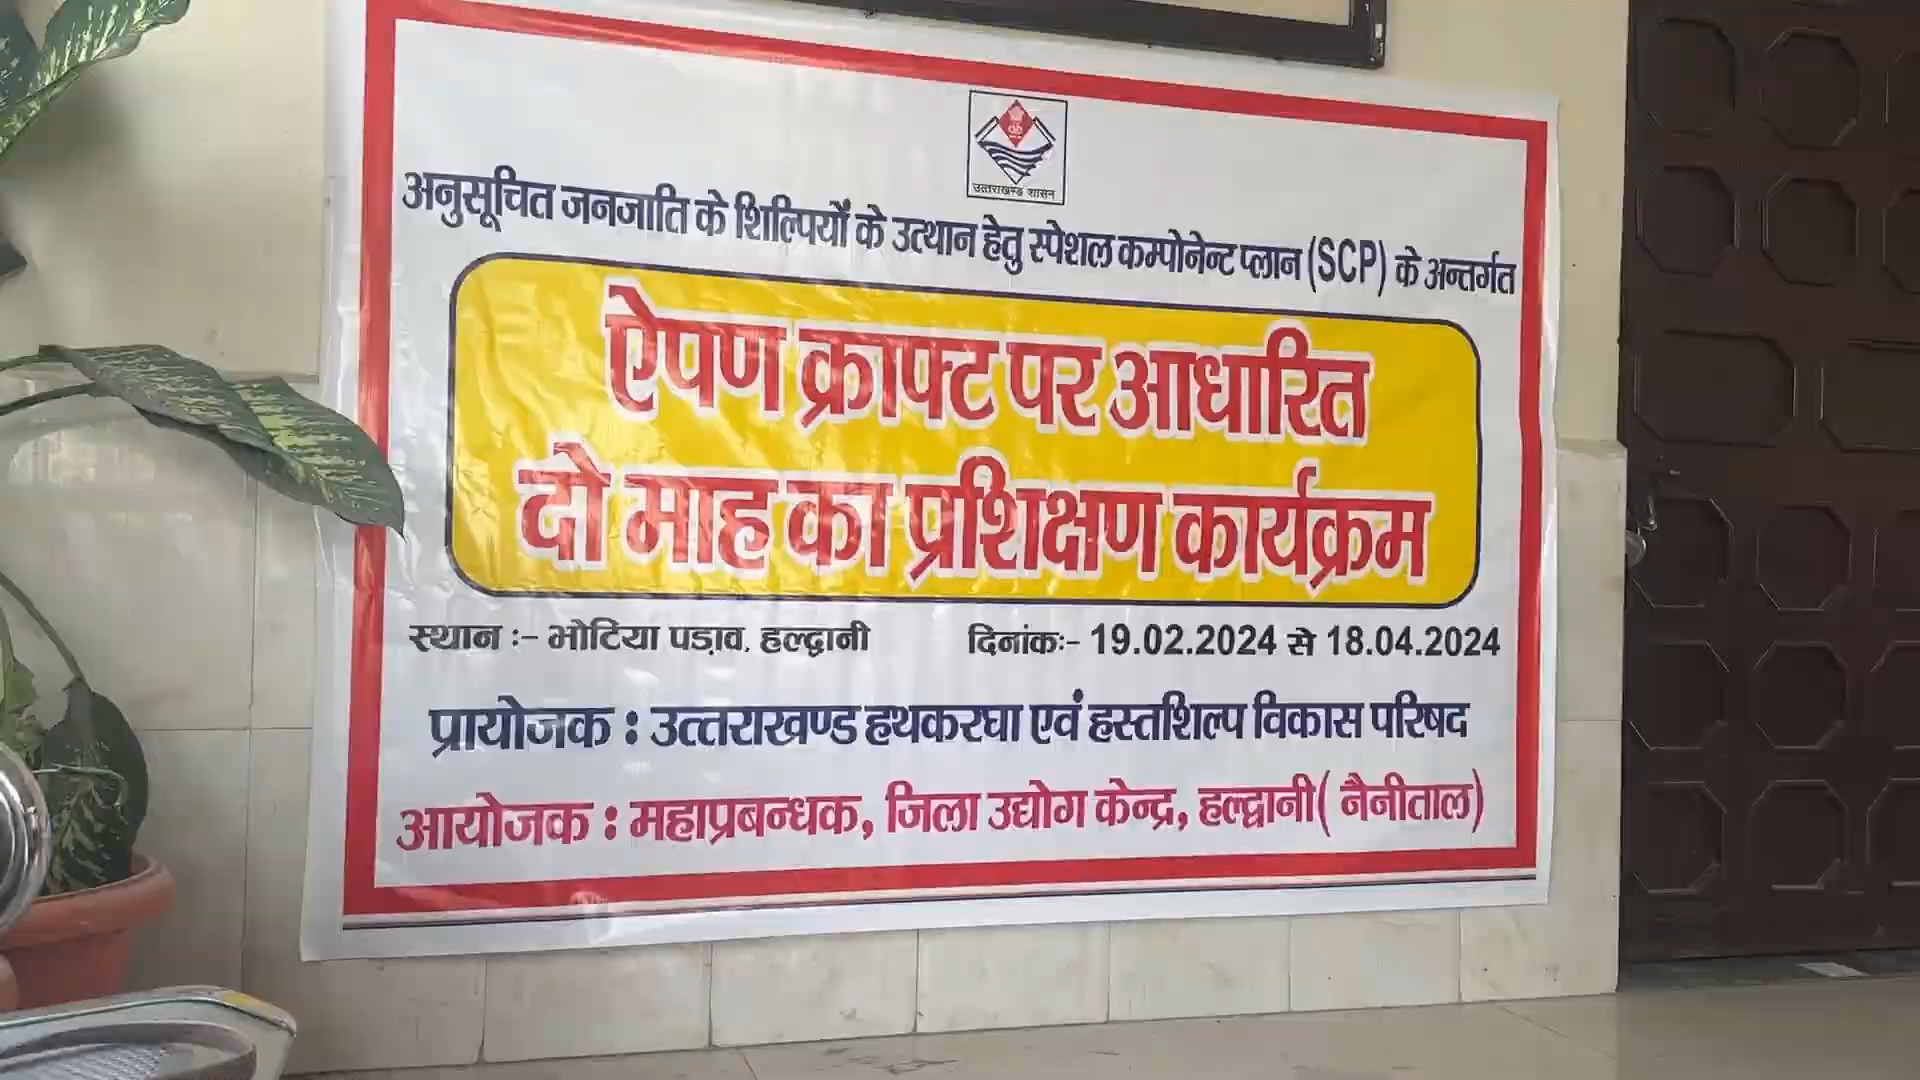 उत्तराखण्ड शासन
अनुसूचित जनजाति के शिल्पियों के उत्थान हेतु स्पेशल कम्पोनेन्ट प्लान (SCP) के अन्तर्गत
ऐपण क्राफ्ट पर आधारित
दो माह का प्रशिक्षण कार्यक्रम
स्थान :- भोटिया पड़ाव, हल्द्वानी दिनांक:- 19.02.2024 से 18.04.2024
प्रायोजक : उत्तराखण्ड हथकरघा एवं हस्तशिल्प विकास परिषद
आयोजक : महाप्रबन्धक, जिला उद्योग केन्द्र, हल्द्वानी( नैनीताल)